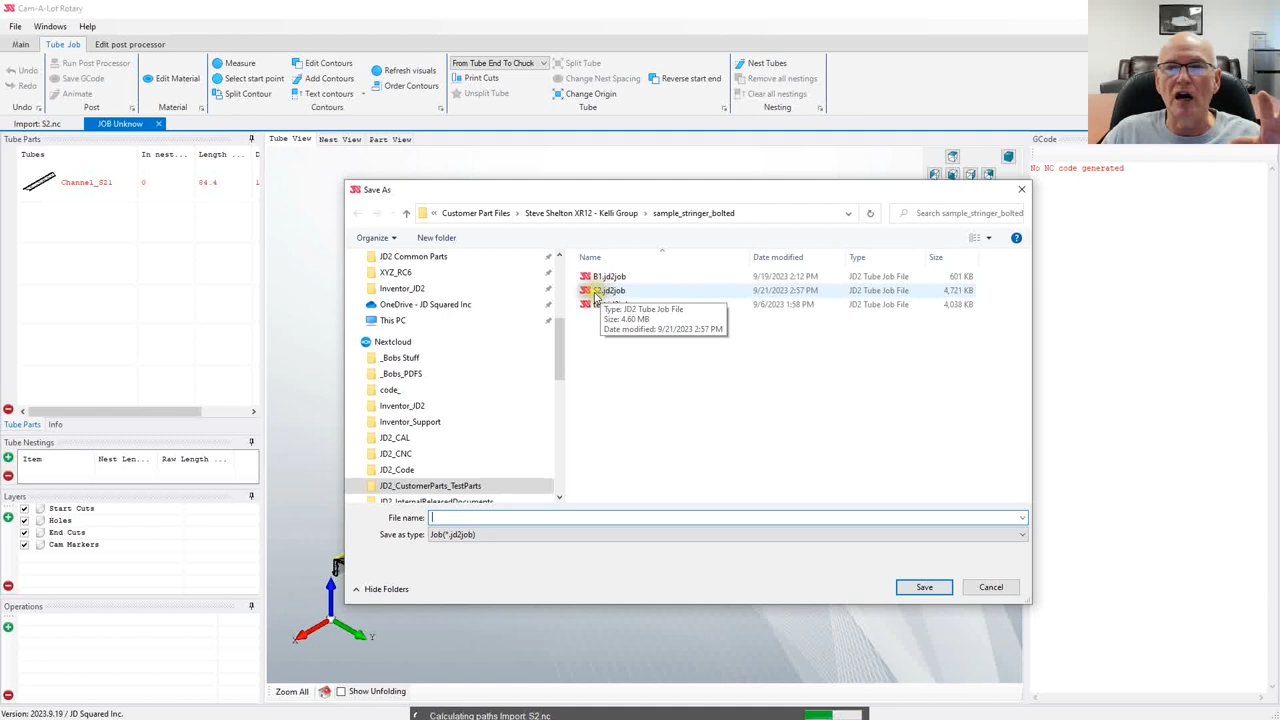 Cam-A-Lot Rotary
File Windows Help
Main Tube Job Edit post processor
Undo
Redo
Undo
Run Post Processor
Save GCode
Animate
Post
Edit Material
Material
Measure
Select start point
Split Contour
Edit Contours
Add Contours
Text contours
Refresh visuals
Order Contours
Contours
From Tube End To Chuck
Print Cuts
Unsplit Tube
Split Tube
Change Nest Spacing
Change Origin
Reverse start end
Tube
Nest Tubes
Remove all nestings
Clear all nestings
Nesting
Import: S2.nc JOB Unknow
Tube Parts
Tubes In nest... Length ... D
Channel_S21 0 84.4 1
Tube Parts Info
Tube Nestings
Item Nest Len... Raw Length ...
Layers
Start Cuts
Holes
End Cuts
Cam Markers
Operations
Tube View Nest View Part View
Save As
« Customer Part Files › Steve Shelton XR12 - Kelli Group › sample_stringer_bolted
Search sample_stringer_bolted
Organize New folder
JD2 Common Parts
XYZ_RC6
Inventor_JD2
OneDrive - JD Squared Inc
This PC
Nextcloud
_Bobs Stuff
_Bobs_PDFS
code_
Inventor_JD2
Inventor_Support
JD2_CAL
JD2_CNC
JD2_Code
JD2_CustomerParts_TestParts
JD2_InternalReleasedDocuments
Name Date modified Type Size
B1.jd2job 9/19/2023 2:12 PM JD2 Tube Job File 601 KB
S2.jd2job 9/21/2023 2:57 PM JD2 Tube Job File 4,721 KB
9/6/2023 1:58 PM JD2 Tube Job File 4,038 KB
Type: JD2 Tube Job File
Size: 4.60 MB
Date modified: 9/21/2023 2:57 PM
File name:
Save as type: Job(*.jd2job)
Hide Folders
Save Cancel
X Y
Zoom All Show Unfolding
GCode
No NC code generated
Version: 2023.9.19 / JD Squared Inc.
Calculating paths Import S2.nc